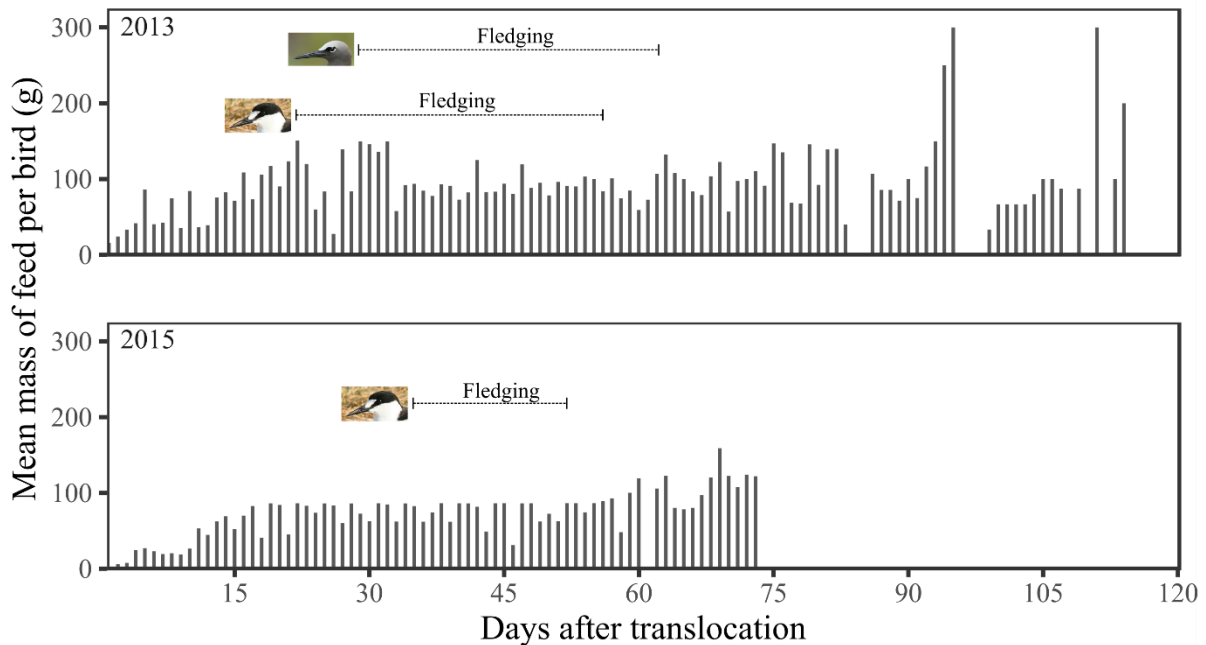 Mean mass of feed per bird (g)
2013
300
200
100
0
Fledging
Fledging
2015
300
200
100
0
Fledging
15 30 45 60 75 90 105 120
Days after translocation